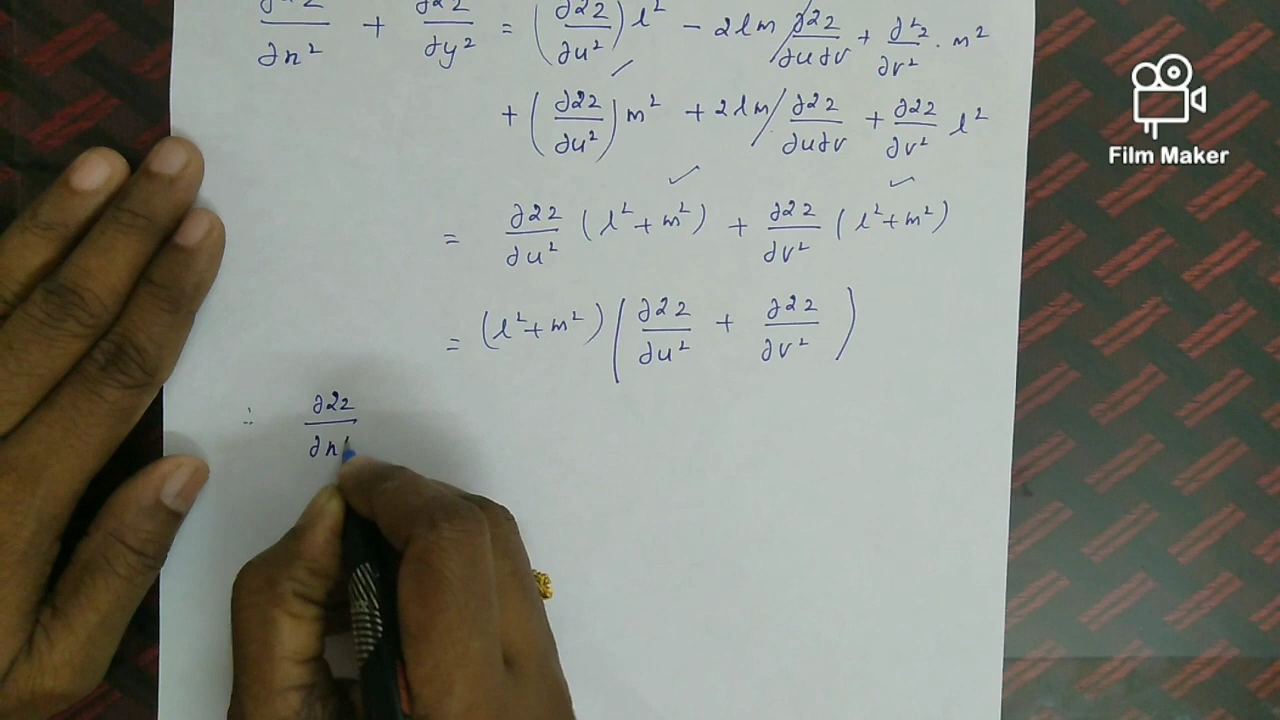 ∂²z/∂x² + ∂²z/∂y² = (∂²z/∂u²) l² - 2lm ∂²z/∂u∂v + ∂²z/∂v² . m²
+ (∂²z/∂u²) m² + 2lm ∂²z/∂u∂v + ∂²z/∂v² l²
= ∂²z/∂u² (l² + m²) + ∂²z/∂v² (l² + m²)
= (l² + m²) (∂²z/∂u² + ∂²z/∂v²)
∴ ∂²z/∂x
Film Maker